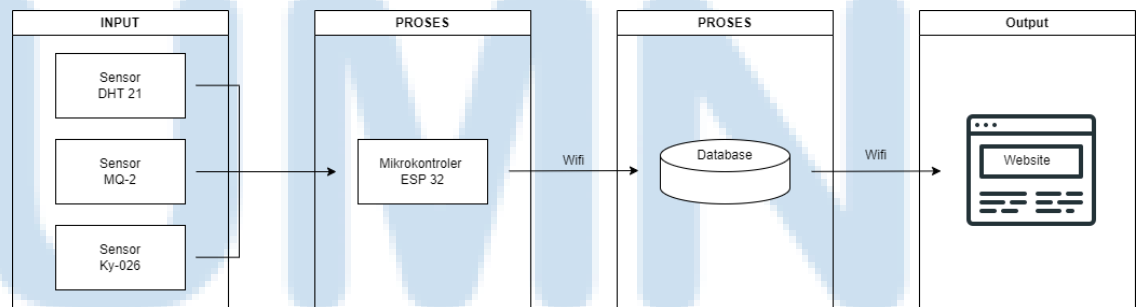 INPUT
PROSES
PROSES
Output
Sensor
DHT 21
Sensor
MQ-2
Sensor
Ky-026
Mikrokontroler
ESP 32
Wifi
Database
Wifi
Website
UMN